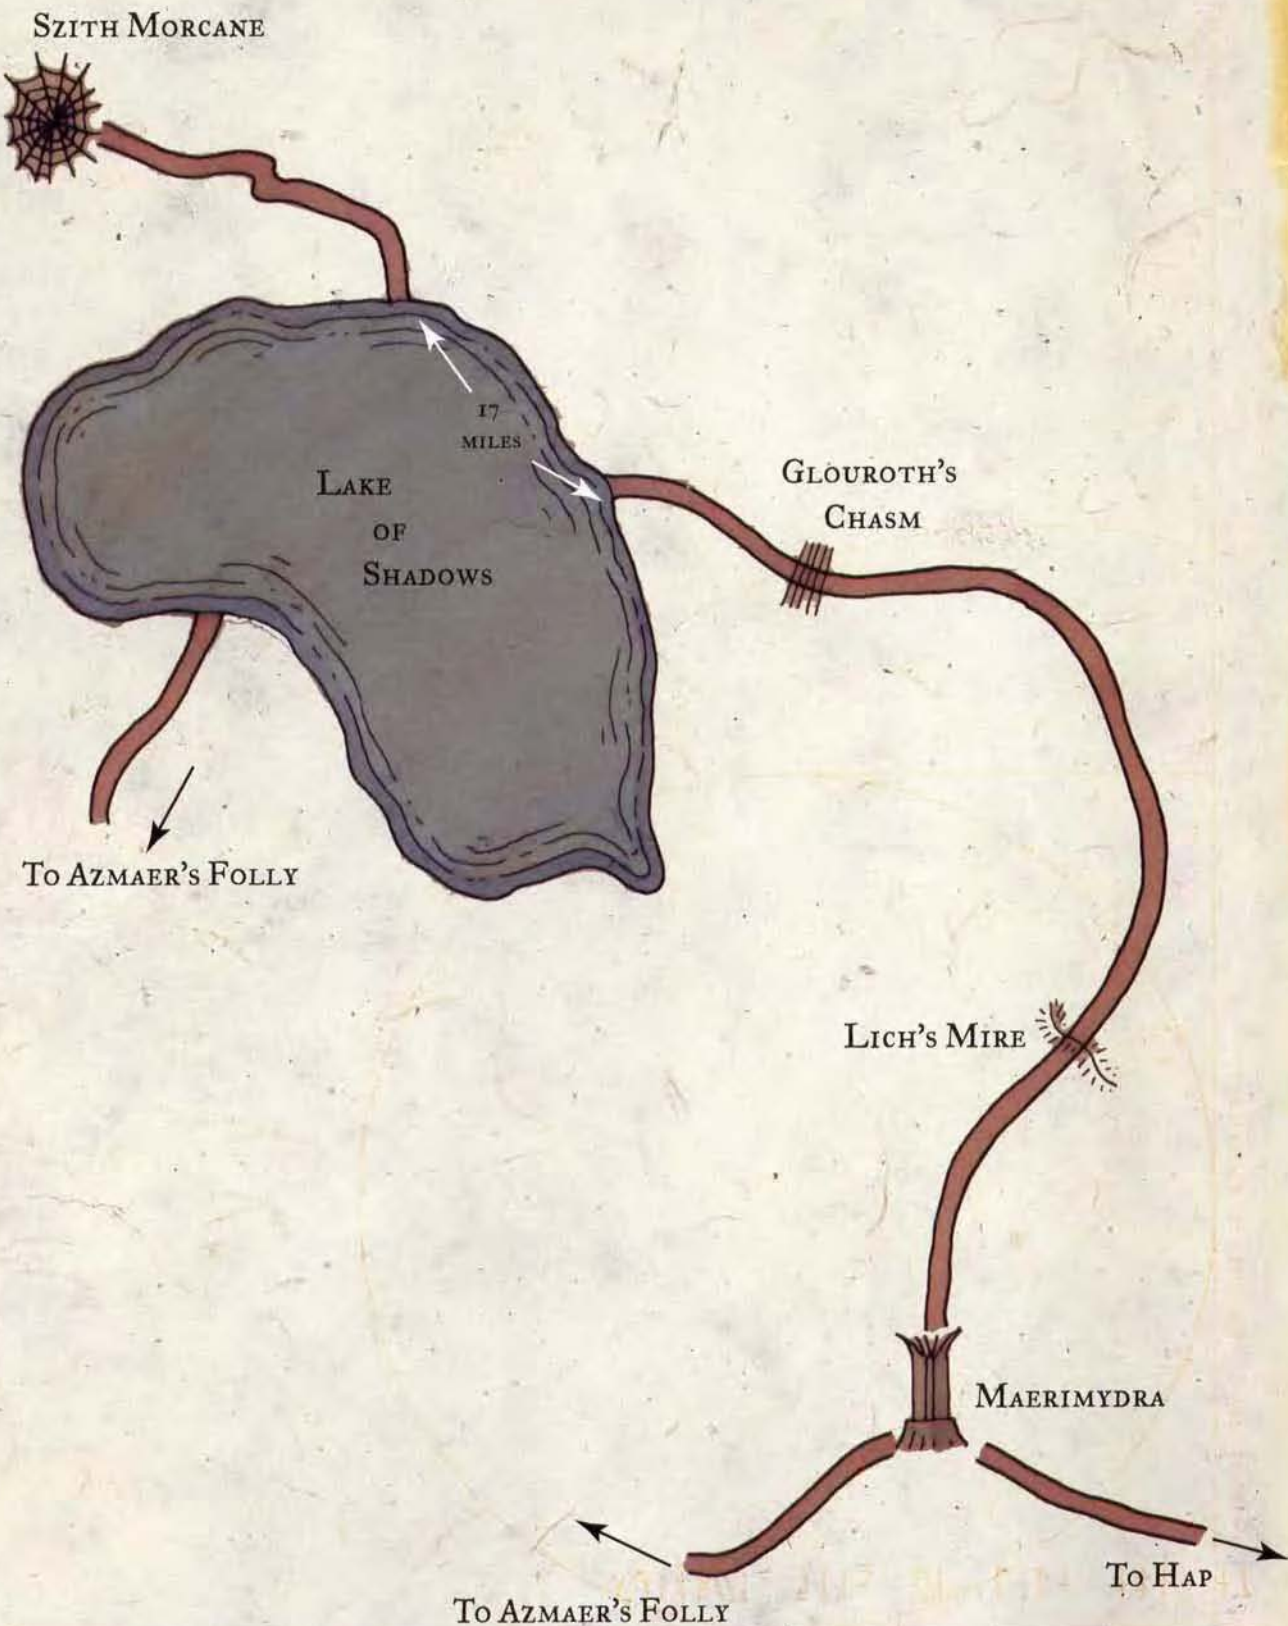 SZITH MORCANE
17
MILES
LAKE
OF
SHADOWS
GLOUROTH'S
CHASM
TO AZMAER'S FOLLY
LICH'S MIRE
MAERIMYDRA
TO HAP
TO AZMAER'S FOLLY